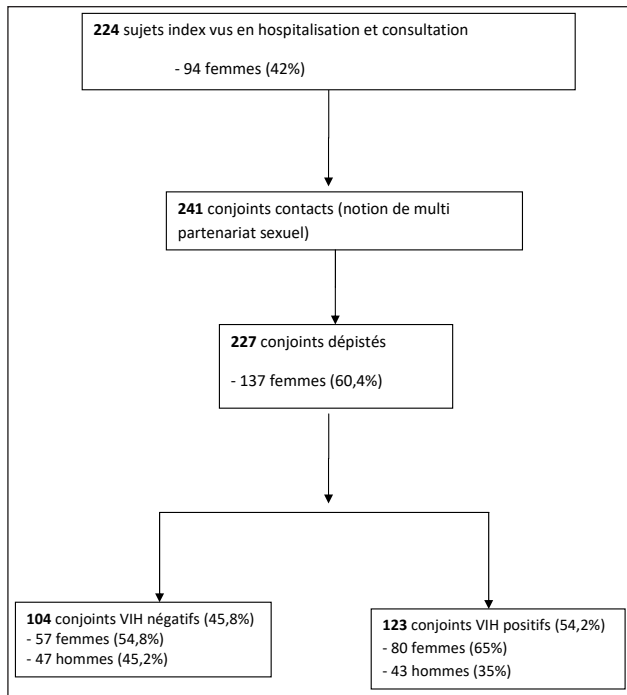 224 sujets index vus en hospitalisation et consultation
- 94 femmes (42%)
241 conjoints contacts (notion de multi
partenariat sexuel)
227 conjoints dépistés
- 137 femmes (60,4%)
104 conjoints VIH négatifs (45,8%)
- 57 femmes (54,8%)
- 47 hommes (45,2%)
123 conjoints VIH positifs (54,2%)
- 80 femmes (65%)
- 43 hommes (35%)